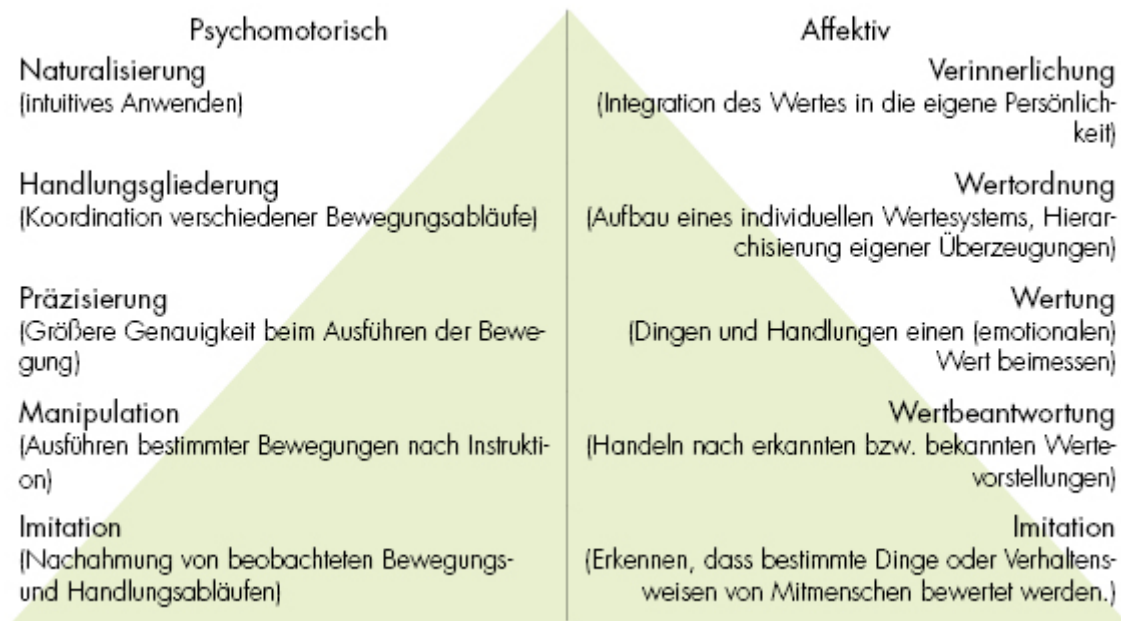 Psychomotorisch
Naturalisierung
(intuitives Anwenden)
Handlungsgliederung
(Koordination verschiedener Bewegungsabläufe)
Präzisierung
(Größere Genauigkeit beim Ausführen der Bewe-
gung)
Manipulation
(Ausführen bestimmter Bewegungen nach Instrukti-
on)
Imitation
(Nachahmung von beobachteten Bewegungs-
und Handlungsabläufen)
Affektiv
Verinnerlichung
(Integration des Wertes in die eigene Persönlich-
keit)
Wertordnung
(Aufbau eines individuellen Wertesystems, Hierar-
chisierung eigener Überzeugungen)
Wertung
(Dingen und Handlungen einen (emotionalen)
Wert beimessen)
Wertbeantwortung
(Handeln nach erkannten bzw. bekannten Werte-
vorstellungen)
Imitation
(Erkennen, dass bestimmte Dinge oder Verhaltens-
weisen von Mitmenschen bewertet werden.)